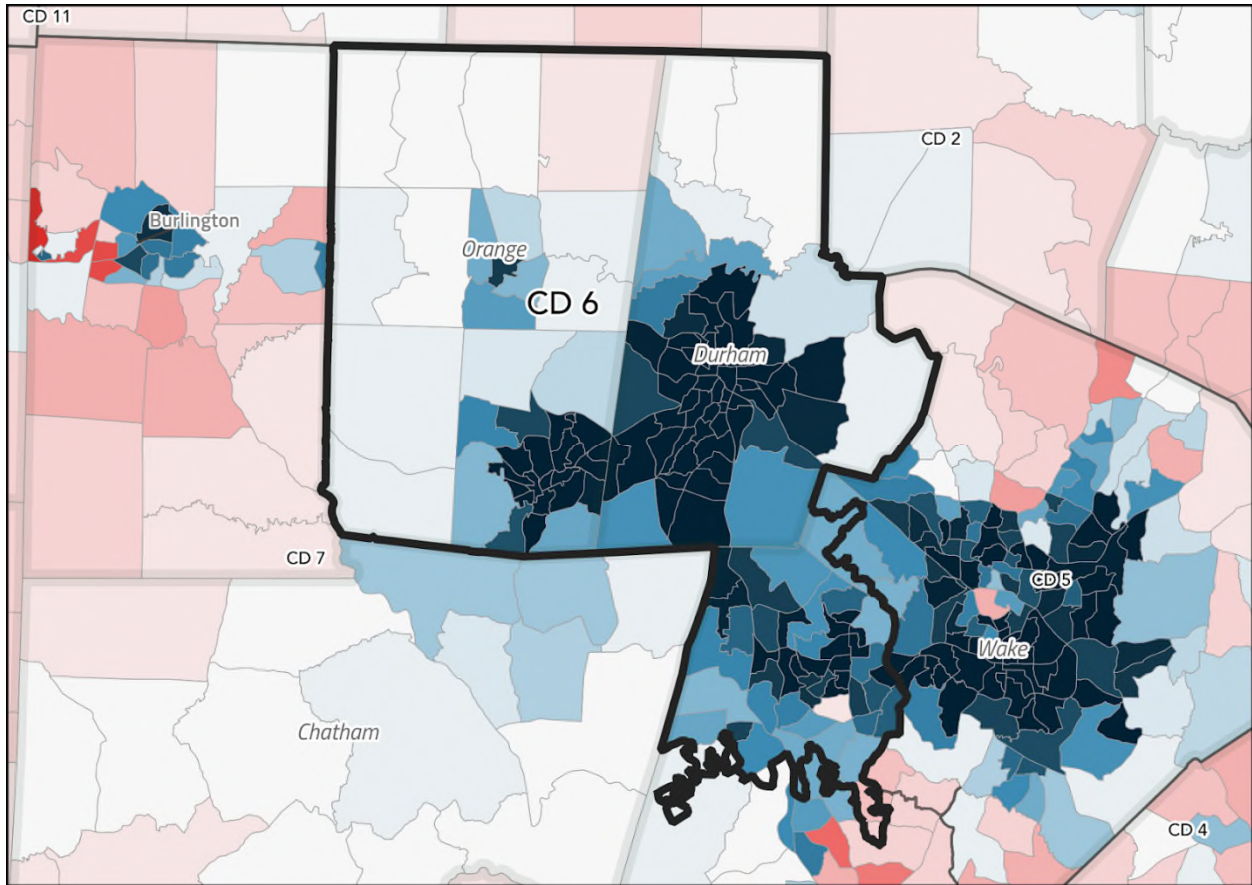 CD 11
CD 2
Burlington
Orange
CD 6
Durham
CD 7
CD 5
Wake
Chatham
CD 4